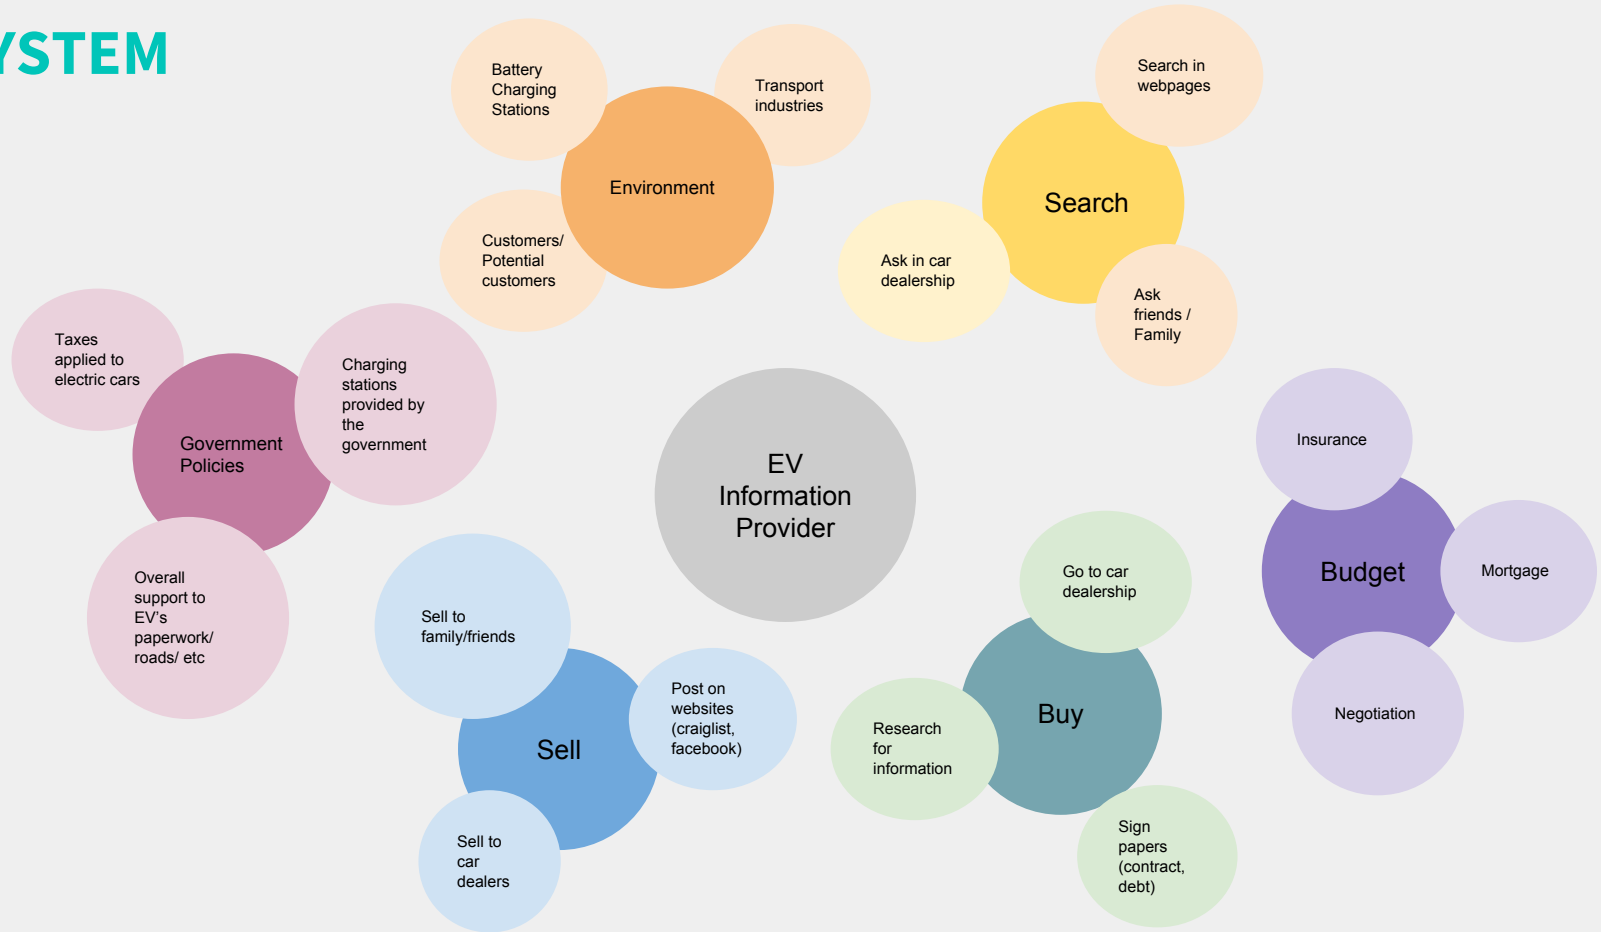 YSTEM
Battery
Charging
Stations
Transport
industries
Environment
Customers/
Potential
customers
Search in
webpages
Search
Ask in car
dealership
Ask
friends /
Family
Taxes
applied to
electric cars
Charging
stations
provided by
the
government
Government
Policies
Overall
support to
EV’s
paperwork/
roads/ etc
EV
Information
Provider
Insurance
Budget
Mortgage
Negotiation
Sell to
family/friends
Post on
websites
(craiglist,
facebook)
Sell
Sell to
car
dealers
Go to car
dealership
Buy
Research
for
information
Sign
papers
(contract,
debt)